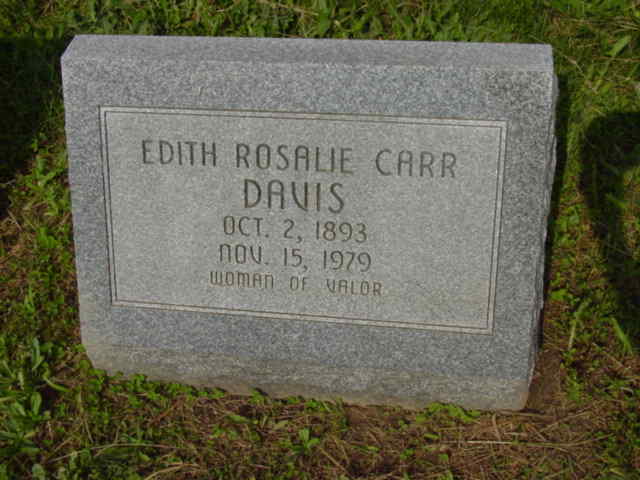 EDITH ROSALIE CARR
DAVIS
OCT. 2, 1893
NOV. 15, 1979
WOMAN OF VALOR